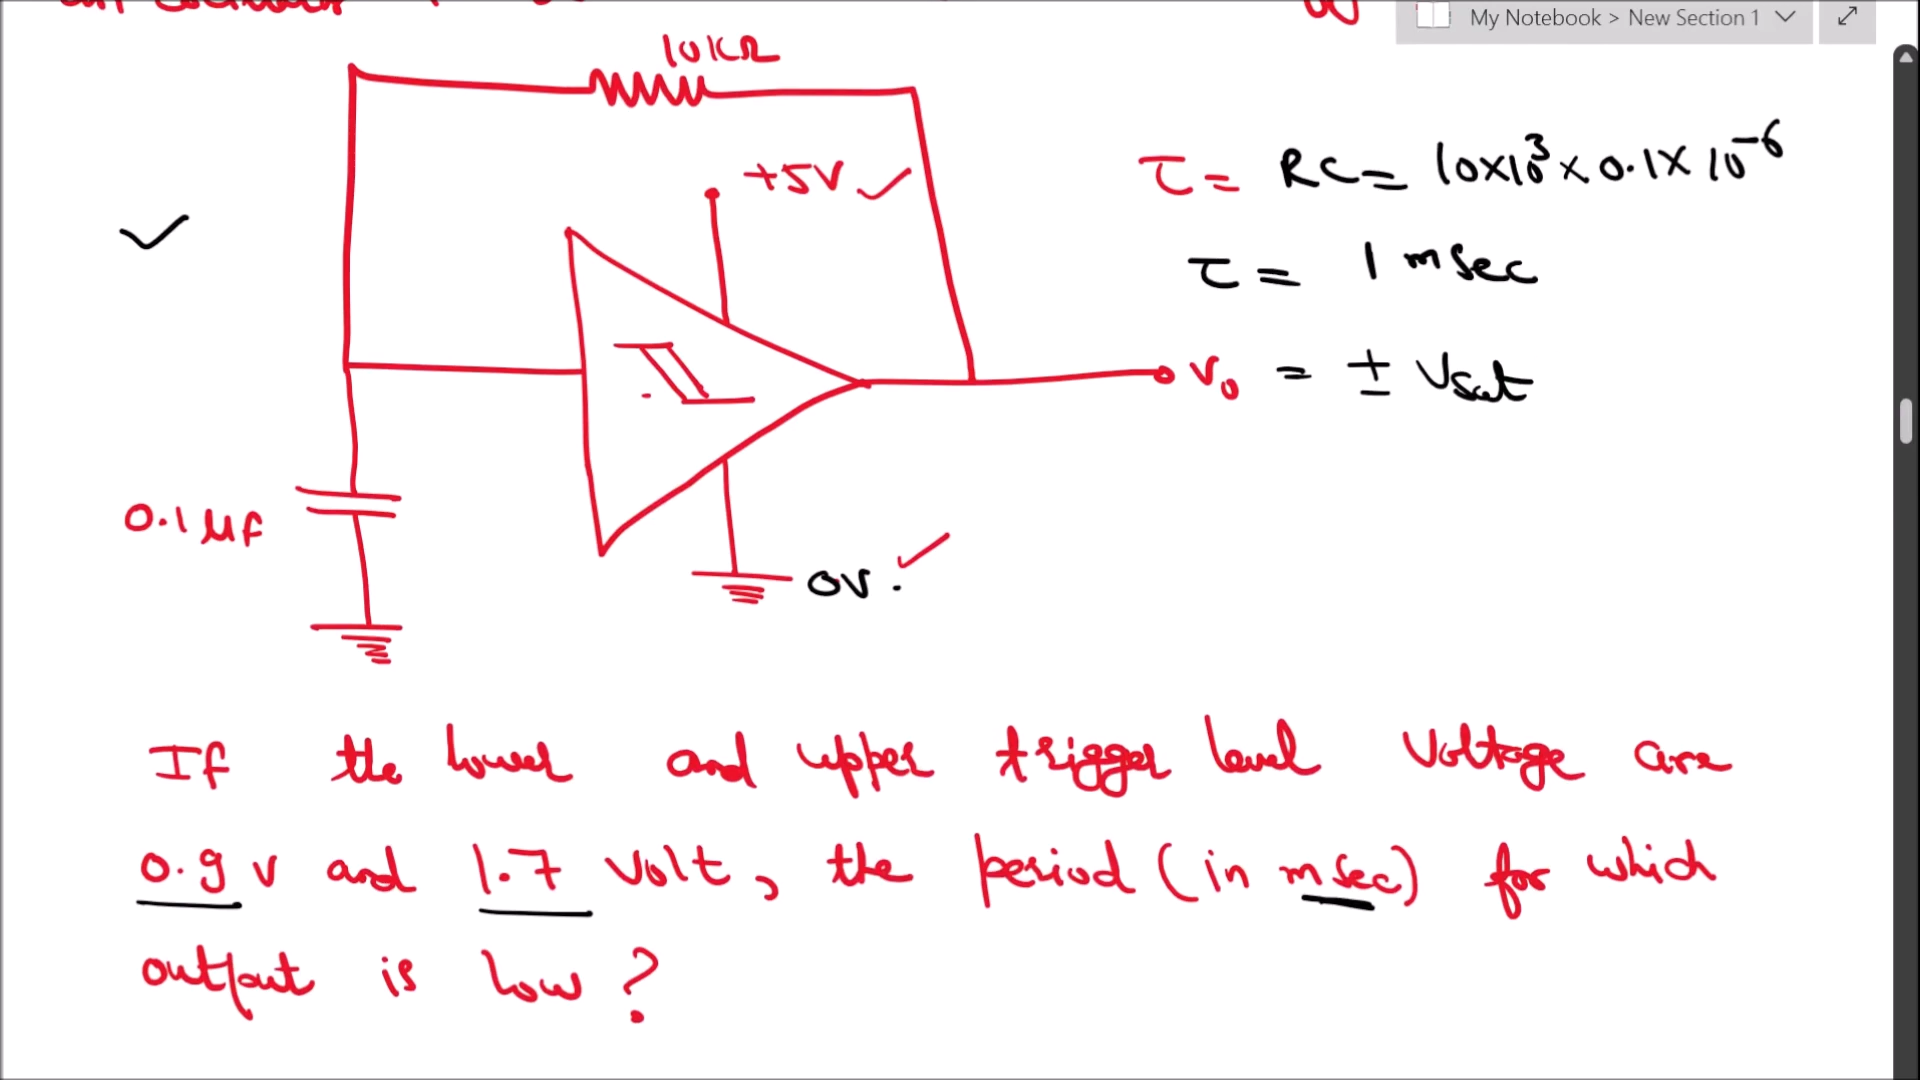 My Notebook > New Section 1
10KΩ
+5V
τ = RC = 10×10³ × 0.1 × 10⁻⁶
τ = 1 msec
V₀ = ± Vsat
0.1 μf
0V.
If the lower and upper trigger level voltage are
0.9 v and 1.7 volt, the period (in msec) for which
output is low?